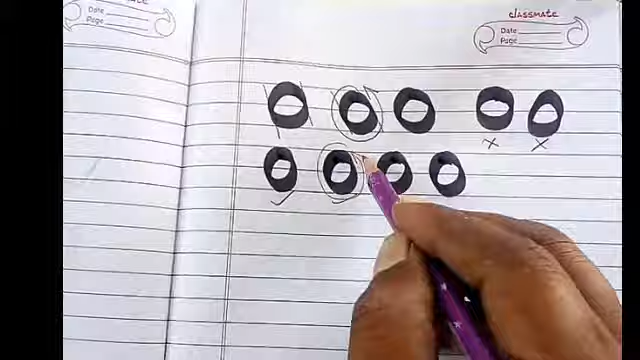 Date
Page
classmate
Date
Page
O O O O O
x x
O O O O